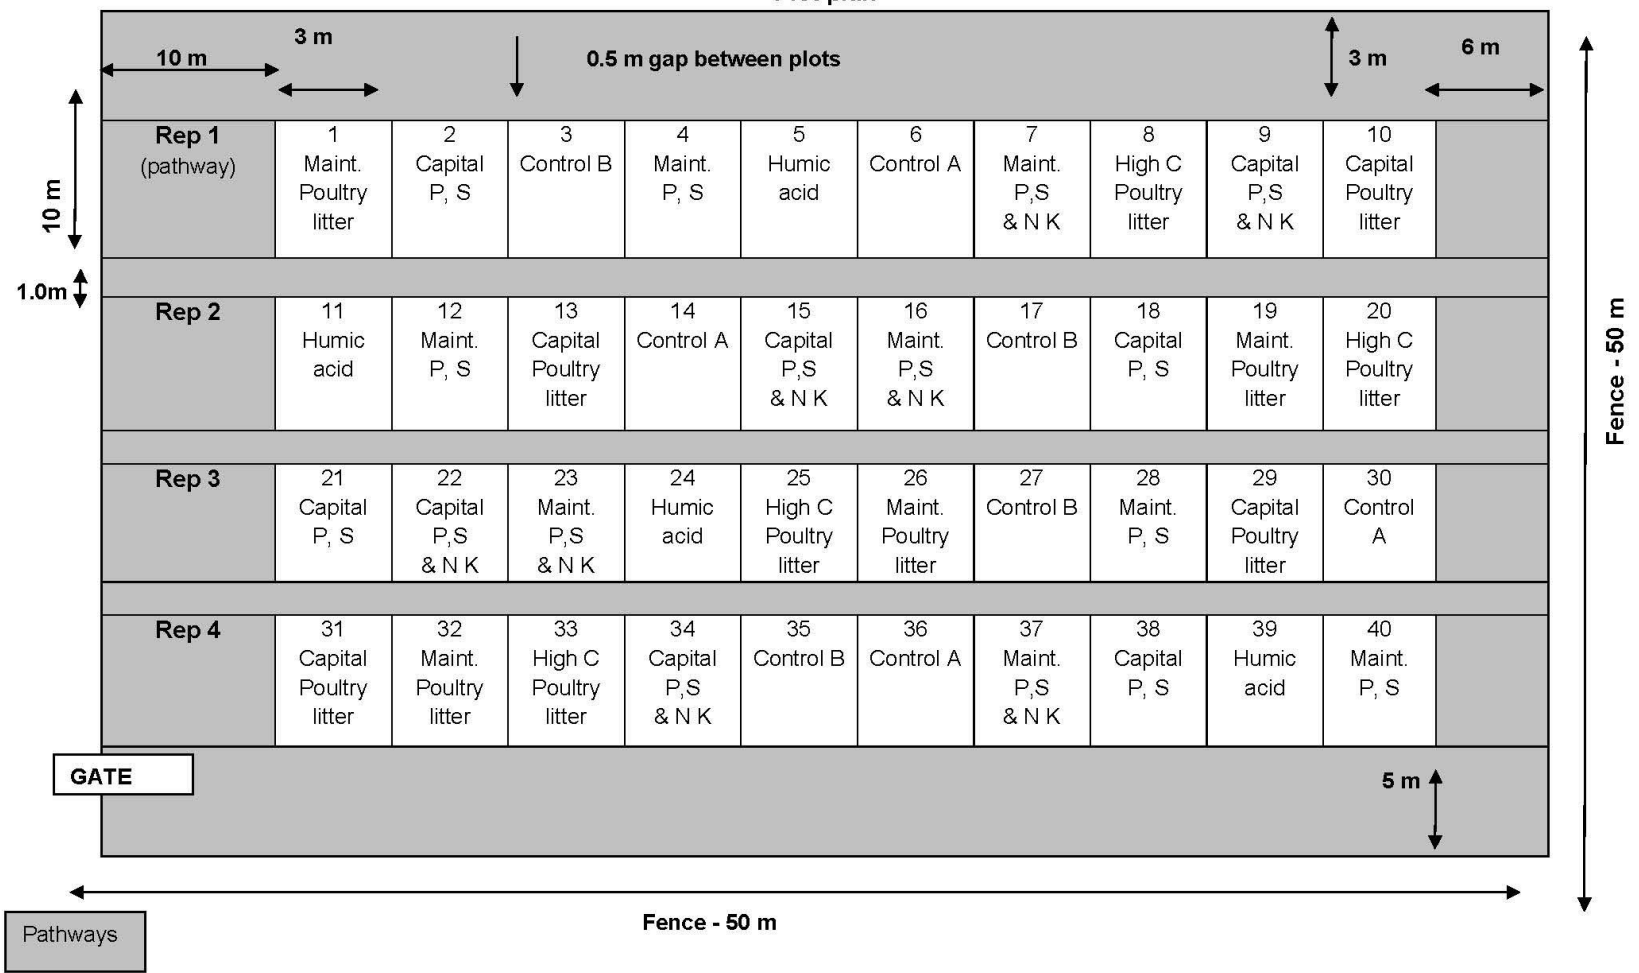 3 m
10 m
0.5 m gap between plots
3 m
6 m
10 m
1.0m
Rep 1
(pathway)
1
Maint.
Poultry
litter
2
Capital
P, S
3
Control B
4
Maint.
P, S
5
Humic
acid
6
Control A
7
Maint.
P,S
& N K
8
High C
Poultry
litter
9
Capital
P,S
& N K
10
Capital
Poultry
litter
Rep 2
11
Humic
acid
12
Maint.
P, S
13
Capital
Poultry
litter
14
Control A
15
Capital
P,S
& N K
16
Maint.
P,S
& N K
17
Control B
18
Capital
P, S
19
Maint.
Poultry
litter
20
High C
Poultry
litter
Rep 3
21
Capital
P, S
22
Capital
P,S
& N K
23
Maint.
P,S
& N K
24
Humic
acid
25
High C
Poultry
litter
26
Maint.
Poultry
litter
27
Control B
28
Maint.
P, S
29
Capital
Poultry
litter
30
Control
A
Rep 4
31
Capital
Poultry
litter
32
Maint.
Poultry
litter
33
High C
Poultry
litter
34
Capital
P,S
& N K
35
Control B
36
Control A
37
Maint.
P,S
& N K
38
Capital
P, S
39
Humic
acid
40
Maint.
P, S
GATE
5 m
Fence - 50 m
Fence - 50 m
Pathways